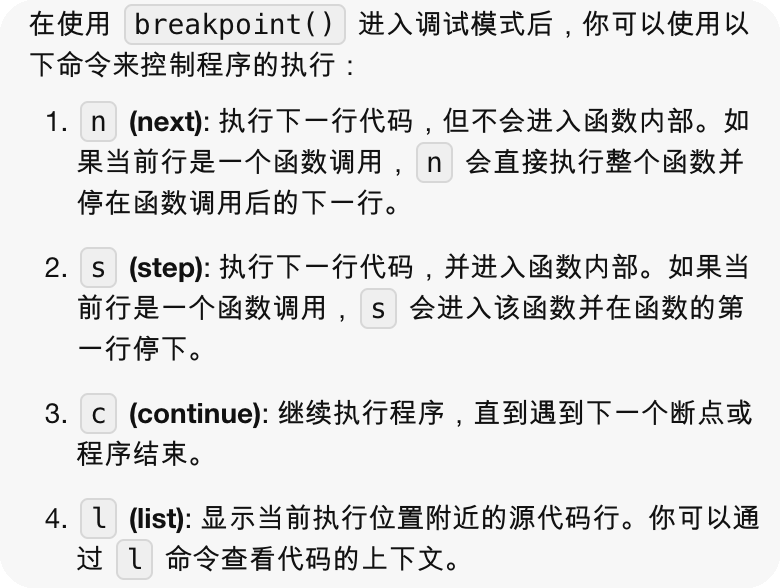 在使用 breakpoint() 进入调试模式后，你可以使用以
下命令来控制程序的执行：
1. n (next): 执行下一行代码，但不会进入函数内部。如
果当前行是一个函数调用， n 会直接执行整个函数并
停在函数调用后的下一行。
2. s (step): 执行下一行代码，并进入函数内部。如果当
前行是一个函数调用， s 会进入该函数并在函数的第
一行停下。
3. c (continue): 继续执行程序，直到遇到下一个断点或
程序结束。
4. l (list): 显示当前执行位置附近的源代码行。你可以通
过 l 命令查看代码的上下文。